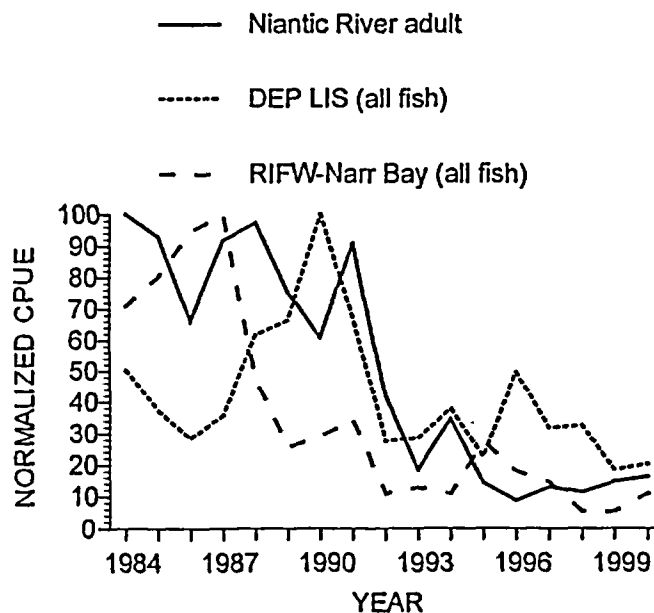 Niantic River adult
DEP LIS (all fish)
RIFW-Narr Bay (all fish)
NORMALIZED CPUE
100
90
80
70
60
50
40
30
20
10
0
1984 1987 1990 1993 1996 1999
YEAR